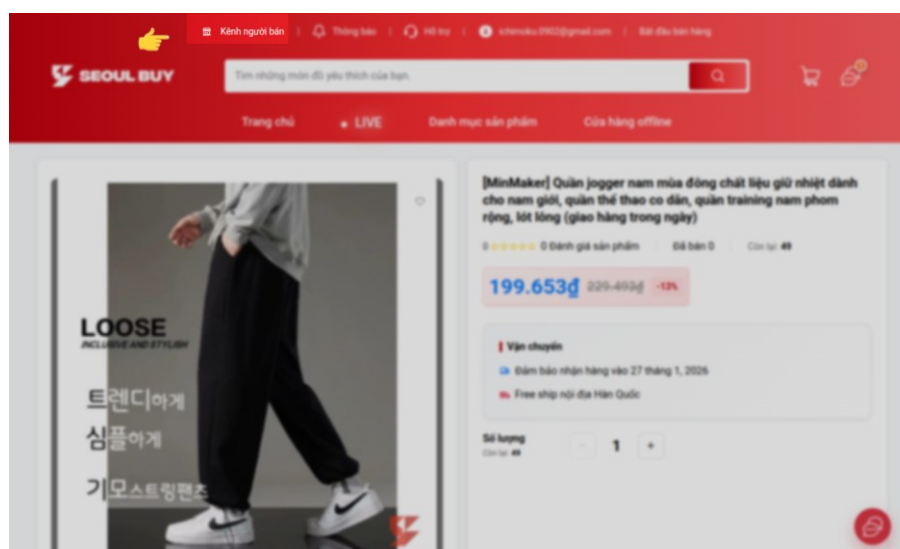 Kênh người bán
Thông báo
Hỗ trợ
ichimoku.0902@gmail.com
Bắt đầu bán hàng
SEOUL BUY
Tìm những món đồ yêu thích của bạn.
Trang chủ
LIVE
Danh mục sản phẩm
Cửa hàng offline
[MinMaker] Quần jogger nam mùa đông chất liệu giữ nhiệt dành
cho nam giới, quần thể thao co dãn, quần training nam phom
rộng, lót lông (giao hàng trong ngày)
0 0 Đánh giá sản phẩm
Đã bán 0
Còn lại 49
199.653₫ 229.493₫ -13%
Vận chuyển
Đảm bảo nhận hàng vào 27 tháng 1, 2026
Free ship nội địa Hàn Quốc
Số lượng
Còn lại 49
- 1 +
LOOSE
INCLUSIVE AND STYLISH
트렌디하게
심플하게
기모스트링팬츠